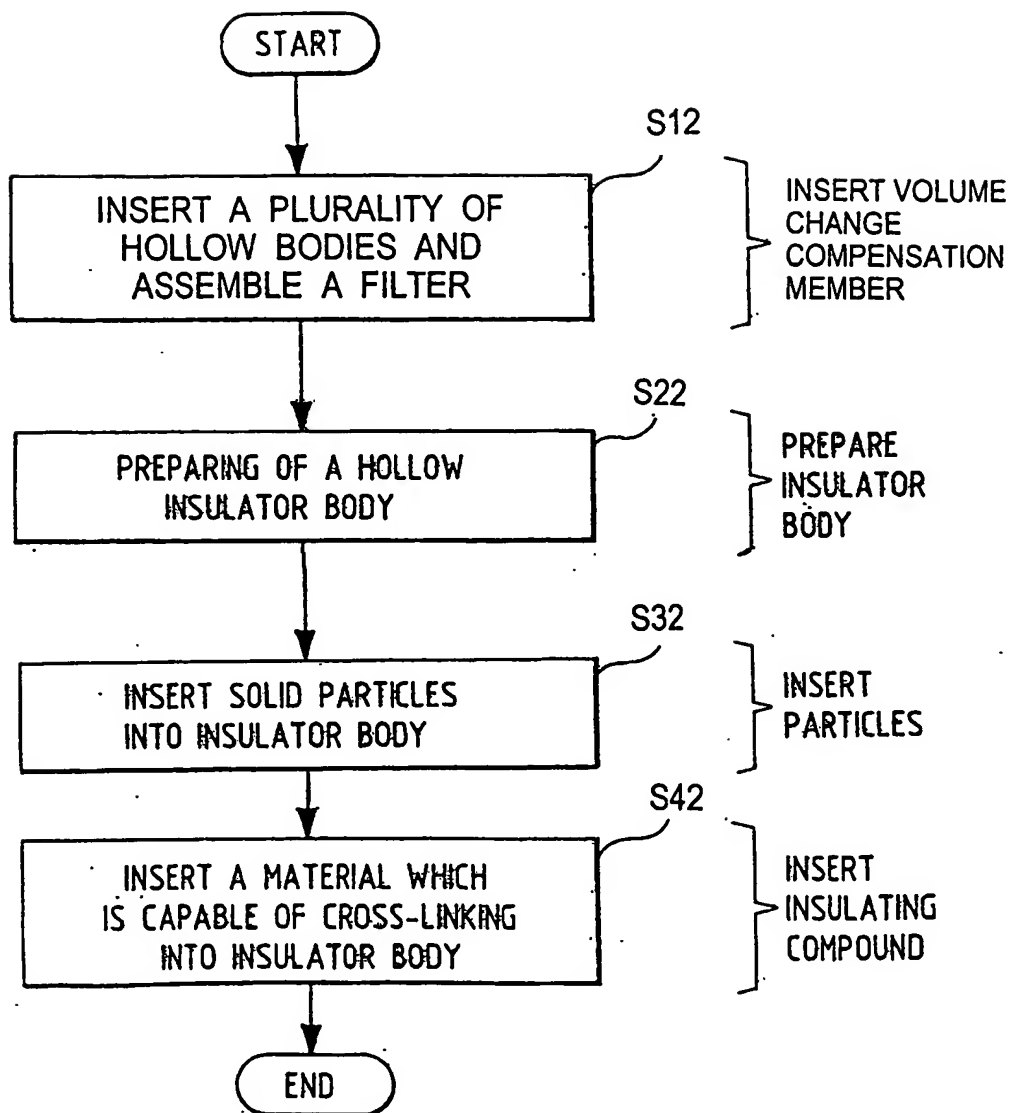 START
S12
INSERT A PLURALITY OF
HOLLOW BODIES AND
ASSEMBLE A FILTER
INSERT VOLUME
CHANGE
COMPENSATION
MEMBER
S22
PREPARING OF A HOLLOW
INSULATOR BODY
PREPARE
INSULATOR
BODY
S32
INSERT SOLID PARTICLES
INTO INSULATOR BODY
INSERT
PARTICLES
S42
INSERT A MATERIAL WHICH
IS CAPABLE OF CROSS-LINKING
INTO INSULATOR BODY
INSERT
INSULATING
COMPOUND
END